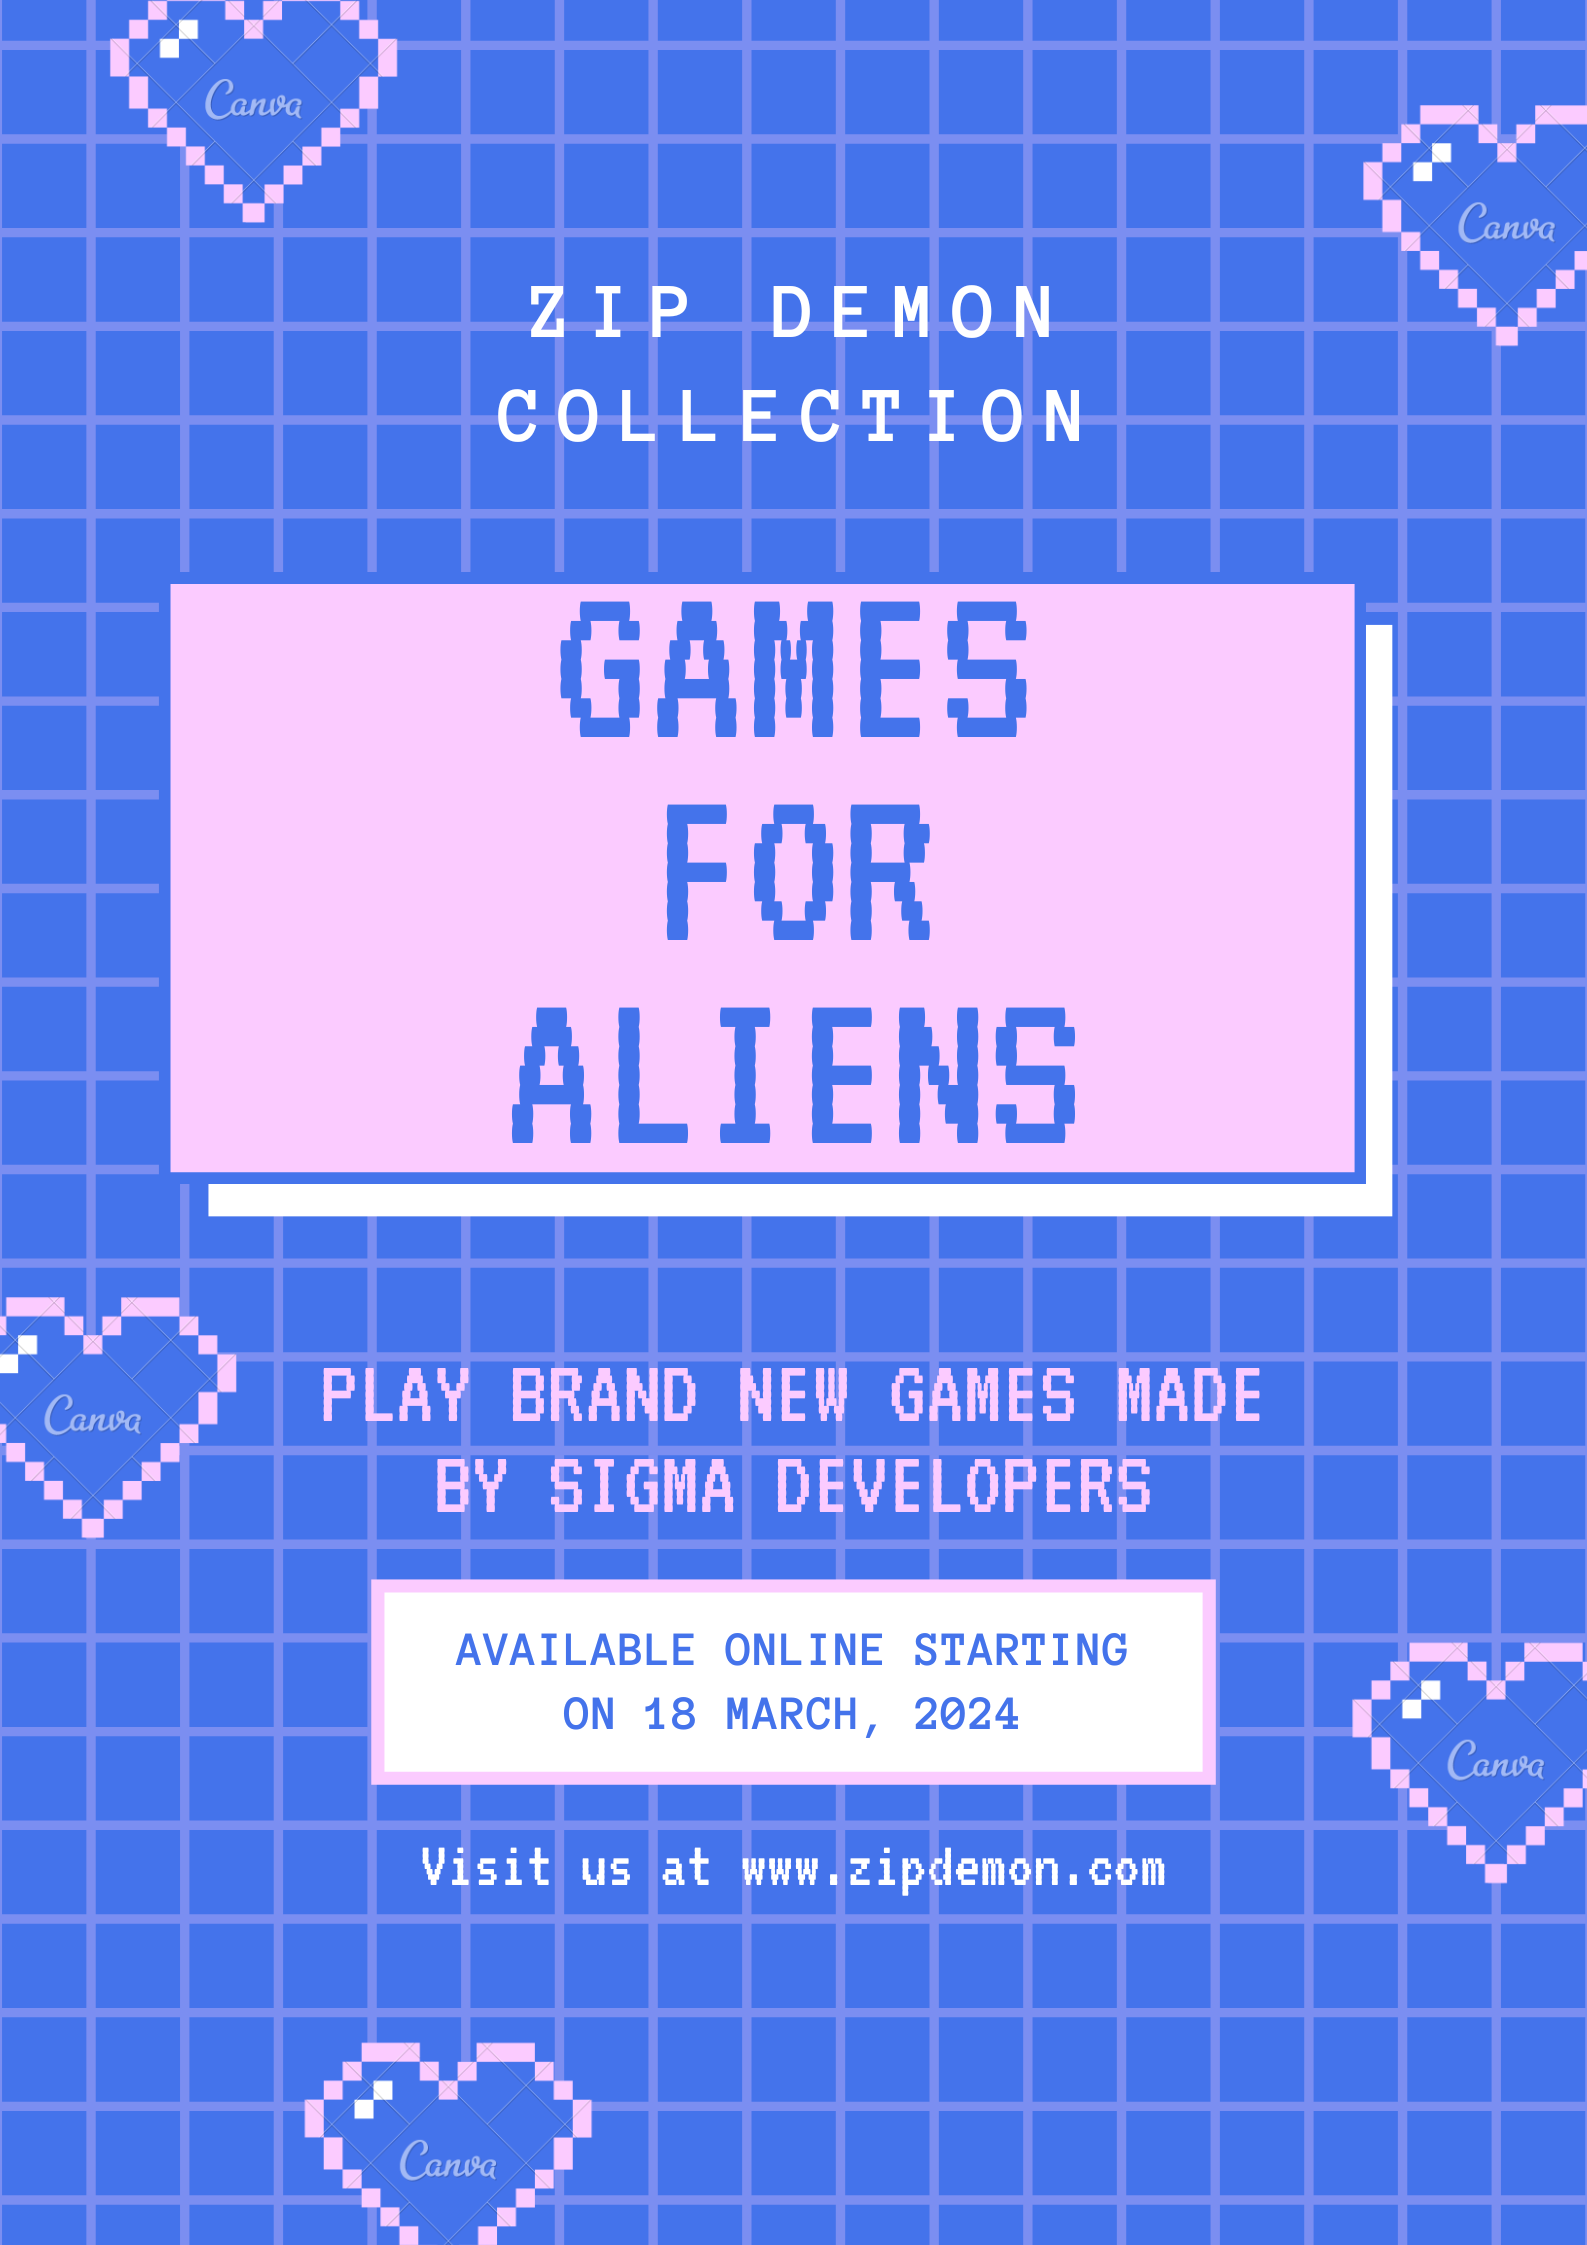 Canva
Canva
ZIP DEMON
COLLECTION
GAMES
FOR
ALIENS
Canva
PLAY BRAND NEW GAMES MADE
BY SIGMA DEVELOPERS
AVAILABLE ONLINE STARTING
ON 18 MARCH, 2024
Canva
Visit us at www.zipdemon.com
Canva